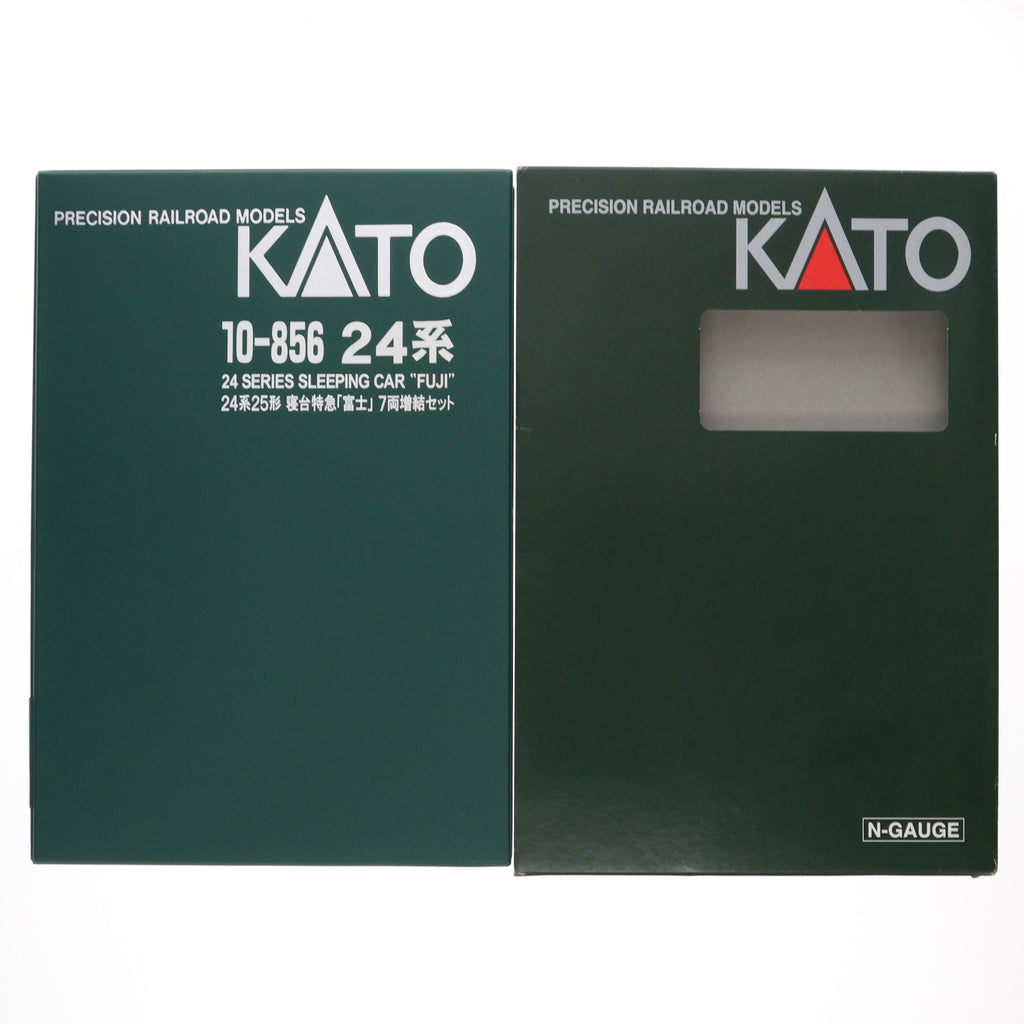 PRECISION RAILROAD MODELS
KATO
10-856 24系
24 SERIES SLEEPING CAR "FUJI"
24系25形 寝台特急「富士」7両増結セット
PRECISION RAILROAD MODELS
KATO
N-GAUGE